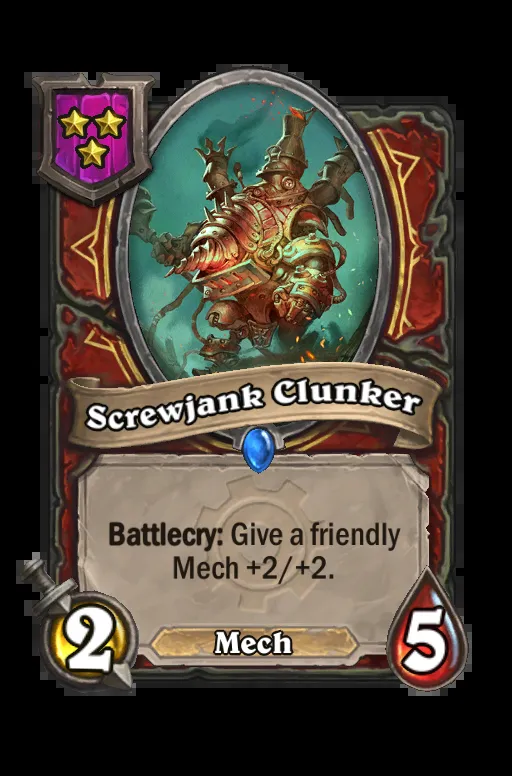 Screwjank Clunker
Battlecry: Give a friendly
Mech +2/+2.
2
Mech
5